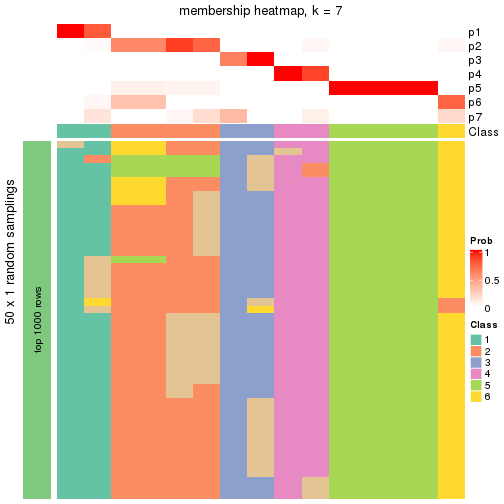 membership heatmap, k = 7
p1
p2
p3
p4
p5
p6
p7
Class
50 x 1 random samplings
top 1000 rows
Prob
1
0.5
0
Class
1
2
3
4
5
6